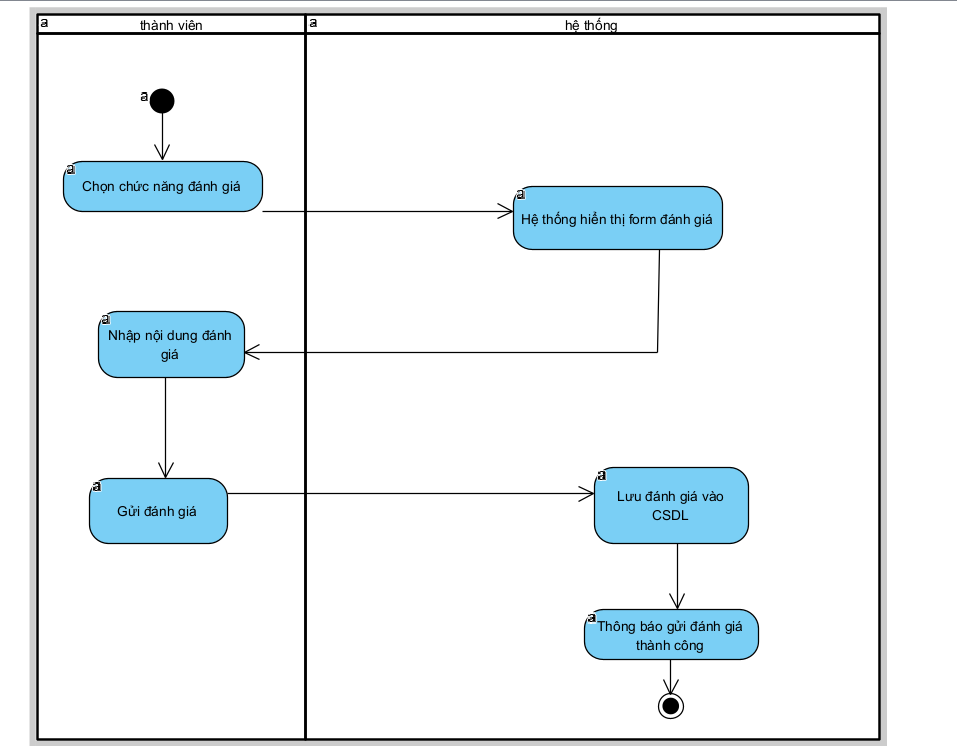 a
thành viên
a
hệ thống
a
a
Chọn chức năng đánh giá
a
Hệ thống hiển thị form đánh giá
a
Nhập nội dung đánh
giá
a
Gửi đánh giá
a
Lưu đánh giá vào
CSDL
a
Thông báo gửi đánh giá
thành công